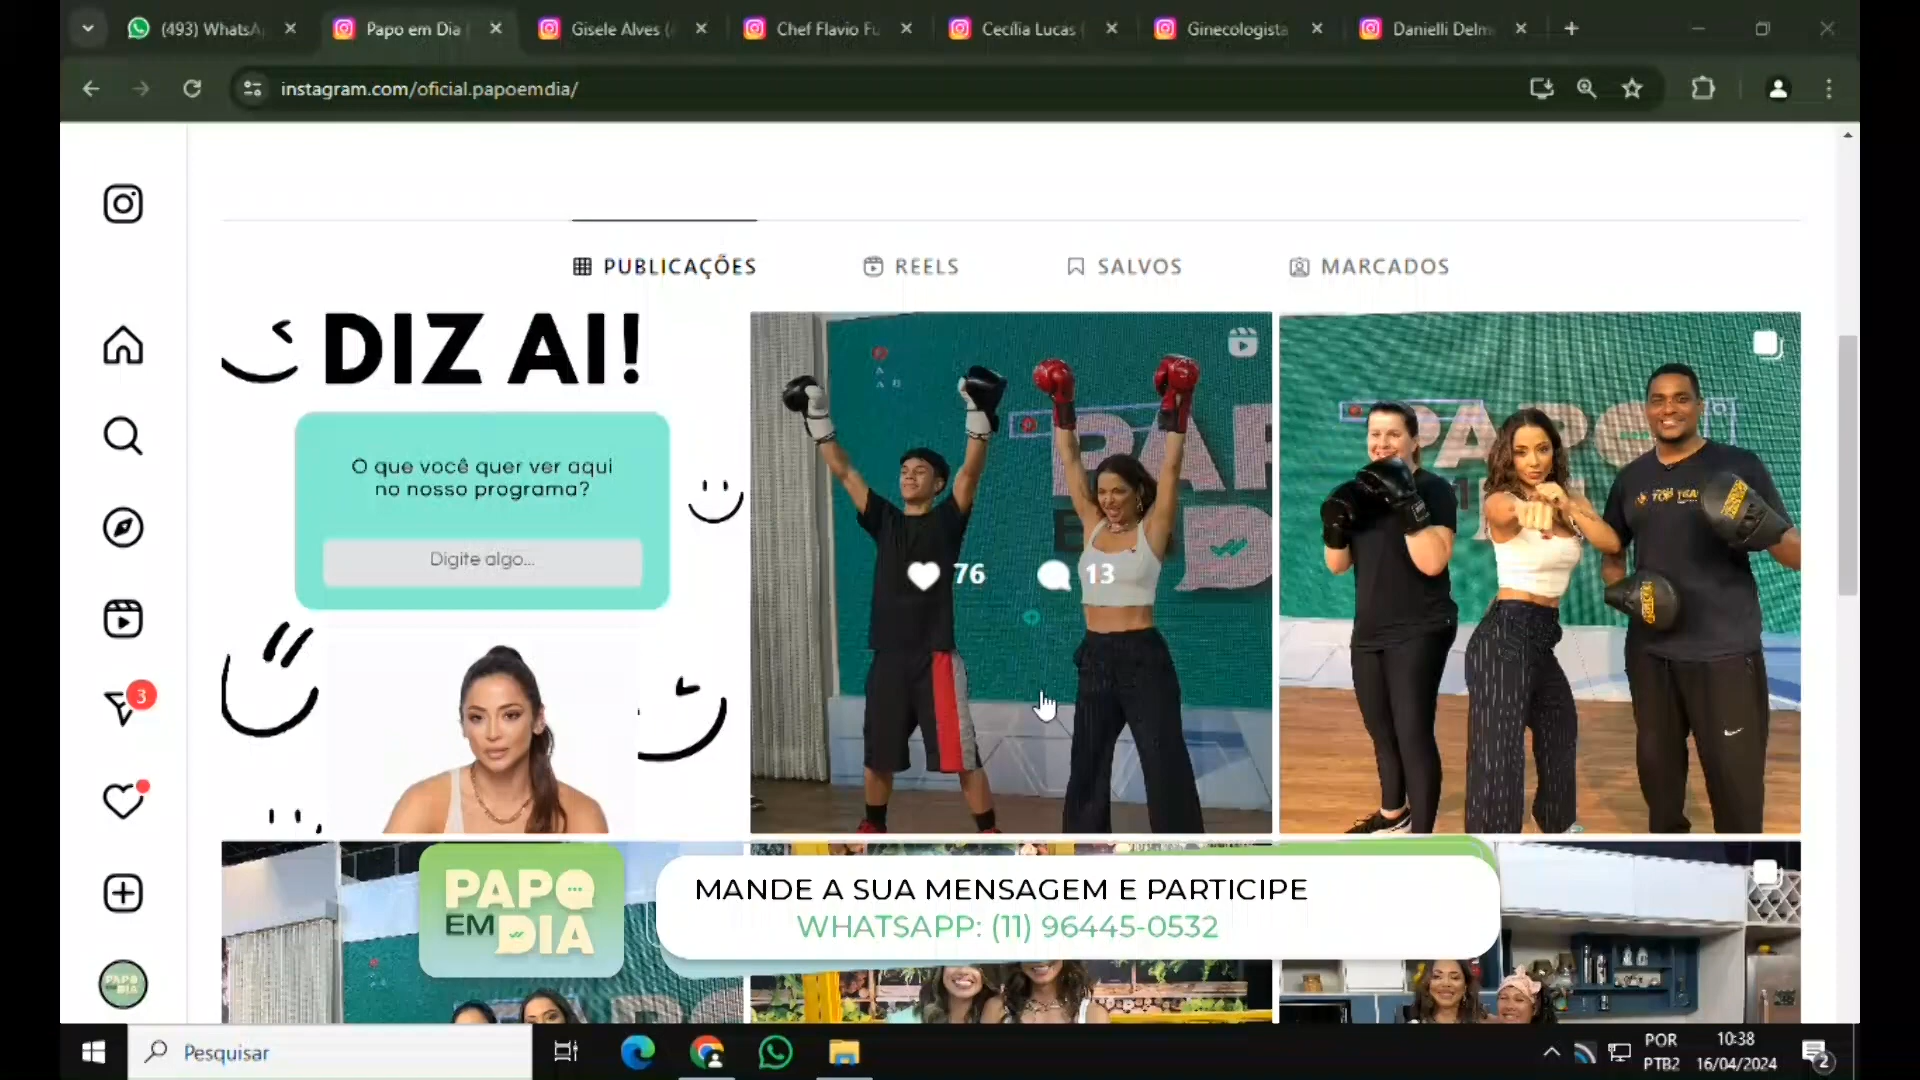 (493) WhatsA
Papo em Dia
Gisele Alves (
Chef Flavio Fu
Cecília Lucas
Ginecologista
Danielli Delm
instagram.com/oficial.papoemdia/
PUBLICAÇÕES
REELS
SALVOS
MARCADOS
DIZ AI!
O que você quer ver aqui
no nosso programa?
Digite algo...
76
13
3
PAPO
EM DIA
MANDE A SUA MENSAGEM E PARTICIPE
WHATSAPP: (11) 96445-0532
Pesquisar
POR
PTB2
10:38
16/04/2024
2